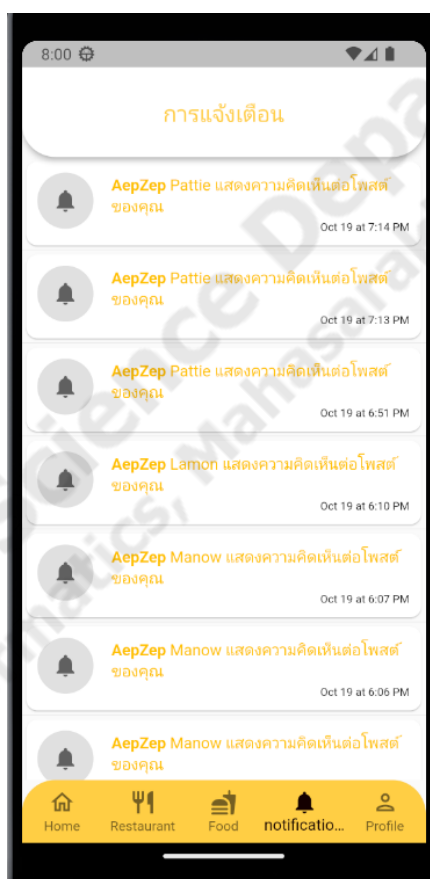 8:00
การแจ้งเตือน
AepZep Pattie แสดงความคิดเห็นต่อโพสต์
ของคุณ
Oct 19 at 7:14 PM
AepZep Pattie แสดงความคิดเห็นต่อโพสต์
ของคุณ
Oct 19 at 7:13 PM
AepZep Pattie แสดงความคิดเห็นต่อโพสต์
ของคุณ
Oct 19 at 6:51 PM
AepZep Lamon แสดงความคิดเห็นต่อโพสต์
ของคุณ
Oct 19 at 6:10 PM
AepZep Manow แสดงความคิดเห็นต่อโพสต์
ของคุณ
Oct 19 at 6:07 PM
AepZep Manow แสดงความคิดเห็นต่อโพสต์
ของคุณ
Oct 19 at 6:06 PM
AepZep Manow แสดงความคิดเห็นต่อโพสต์
ของคุณ
Home Restaurant Food notificatio... Profile
Science